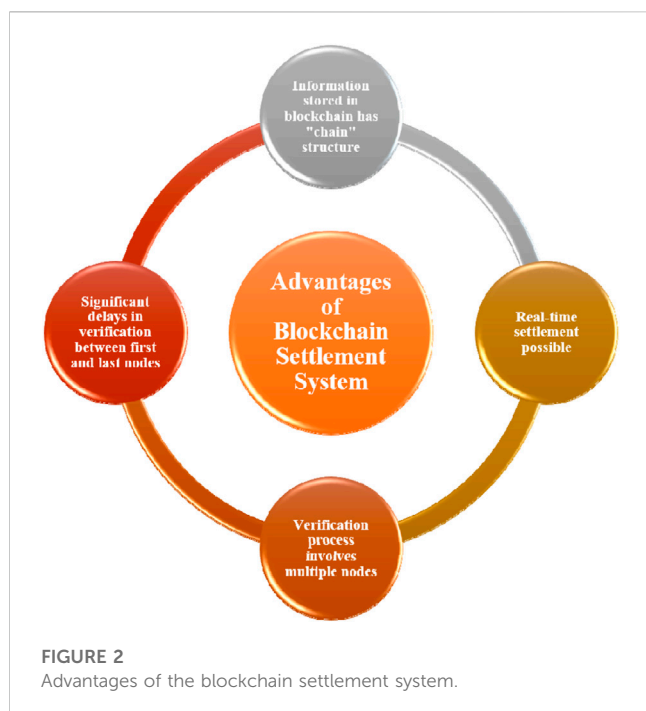 Information
stored in
blockchain has
"chain"
structure
Advantages
of
Blockchain
Settlement
System
Significant
delays in
verification
between first
and last nodes
Real-time
settlement
possible
Verification
process
involves
multiple nodes
FIGURE 2
Advantages of the blockchain settlement system.